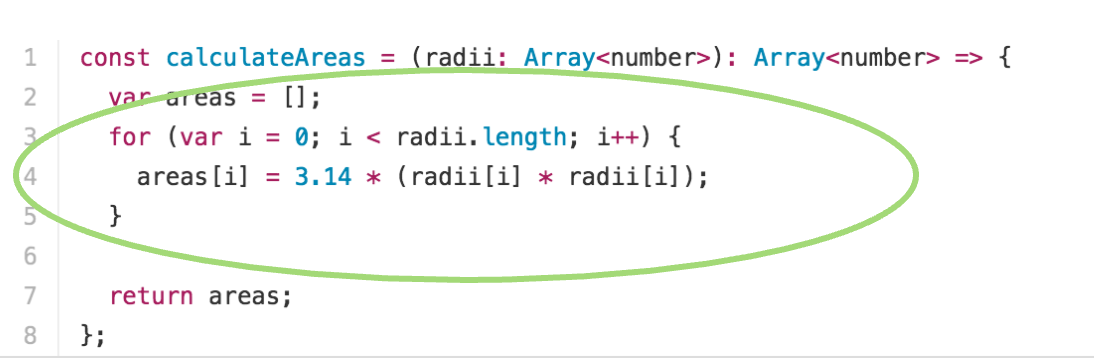 1 const calculateAreas = (radii: Array<number>): Array<number> => {
2 var areas = [];
3 for (var i = 0; i < radii.length; i++) {
4 areas[i] = 3.14 * (radii[i] * radii[i]);
5 }
6
7 return areas;
8 };